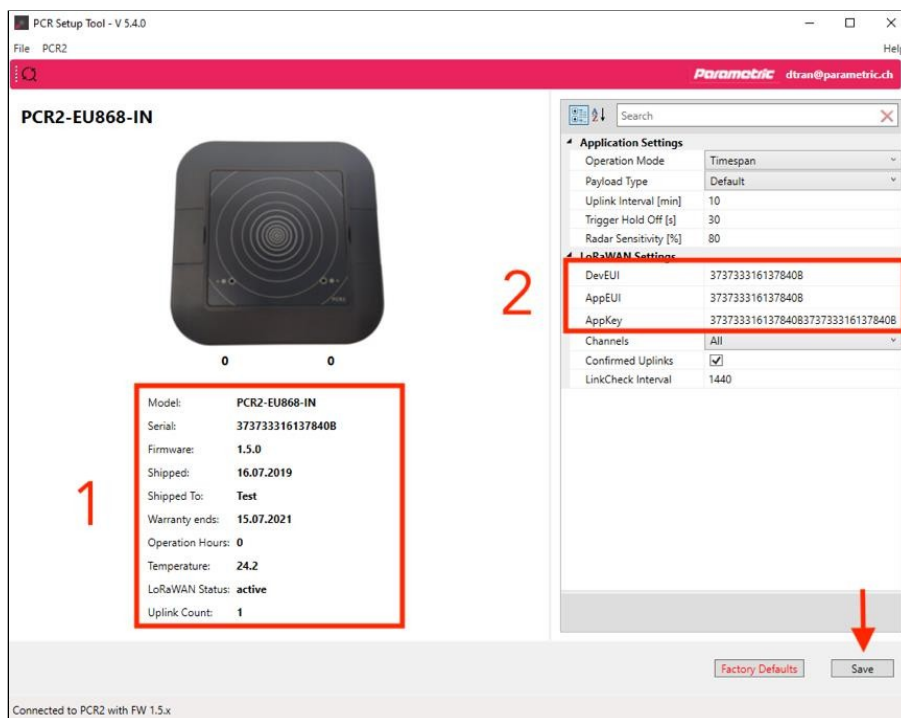 PCR Setup Tool - V 5.4.0
File PCR2 Help
Parametric dtran@parametric.ch
PCR2-EU868-IN
PCR2
0 0
1
Model: PCR2-EU868-IN
Serial: 373733316137840B
Firmware: 1.5.0
Shipped: 16.07.2019
Shipped To: Test
Warranty ends: 15.07.2021
Operation Hours: 0
Temperature: 24.2
LoRaWAN Status: active
Uplink Count: 1
Search
Application Settings
Operation Mode Timespan
Payload Type Default
Uplink Interval [min] 10
Trigger Hold Off [s] 30
Radar Sensitivity [%] 80
LoRaWAN Settings
2
DevEUI 373733316137840B
AppEUI 373733316137840B
AppKey 373733316137840B373733316137840B
Channels All
Confirmed Uplinks
LinkCheck Interval 1440
Factory Defaults Save
Connected to PCR2 with FW 1.5.x